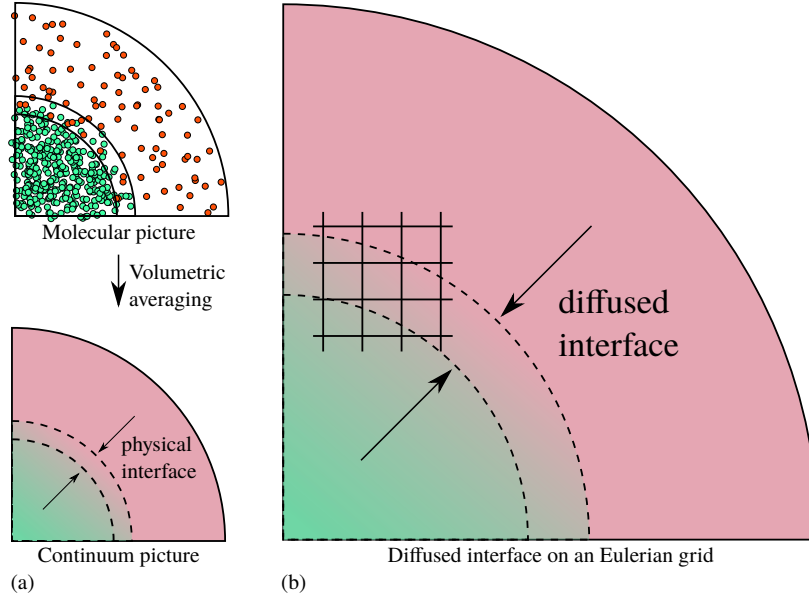 Molecular picture
Volumetric
averaging
physical
interface
Continuum picture
(a)
diffused
interface
Diffused interface on an Eulerian grid
(b)